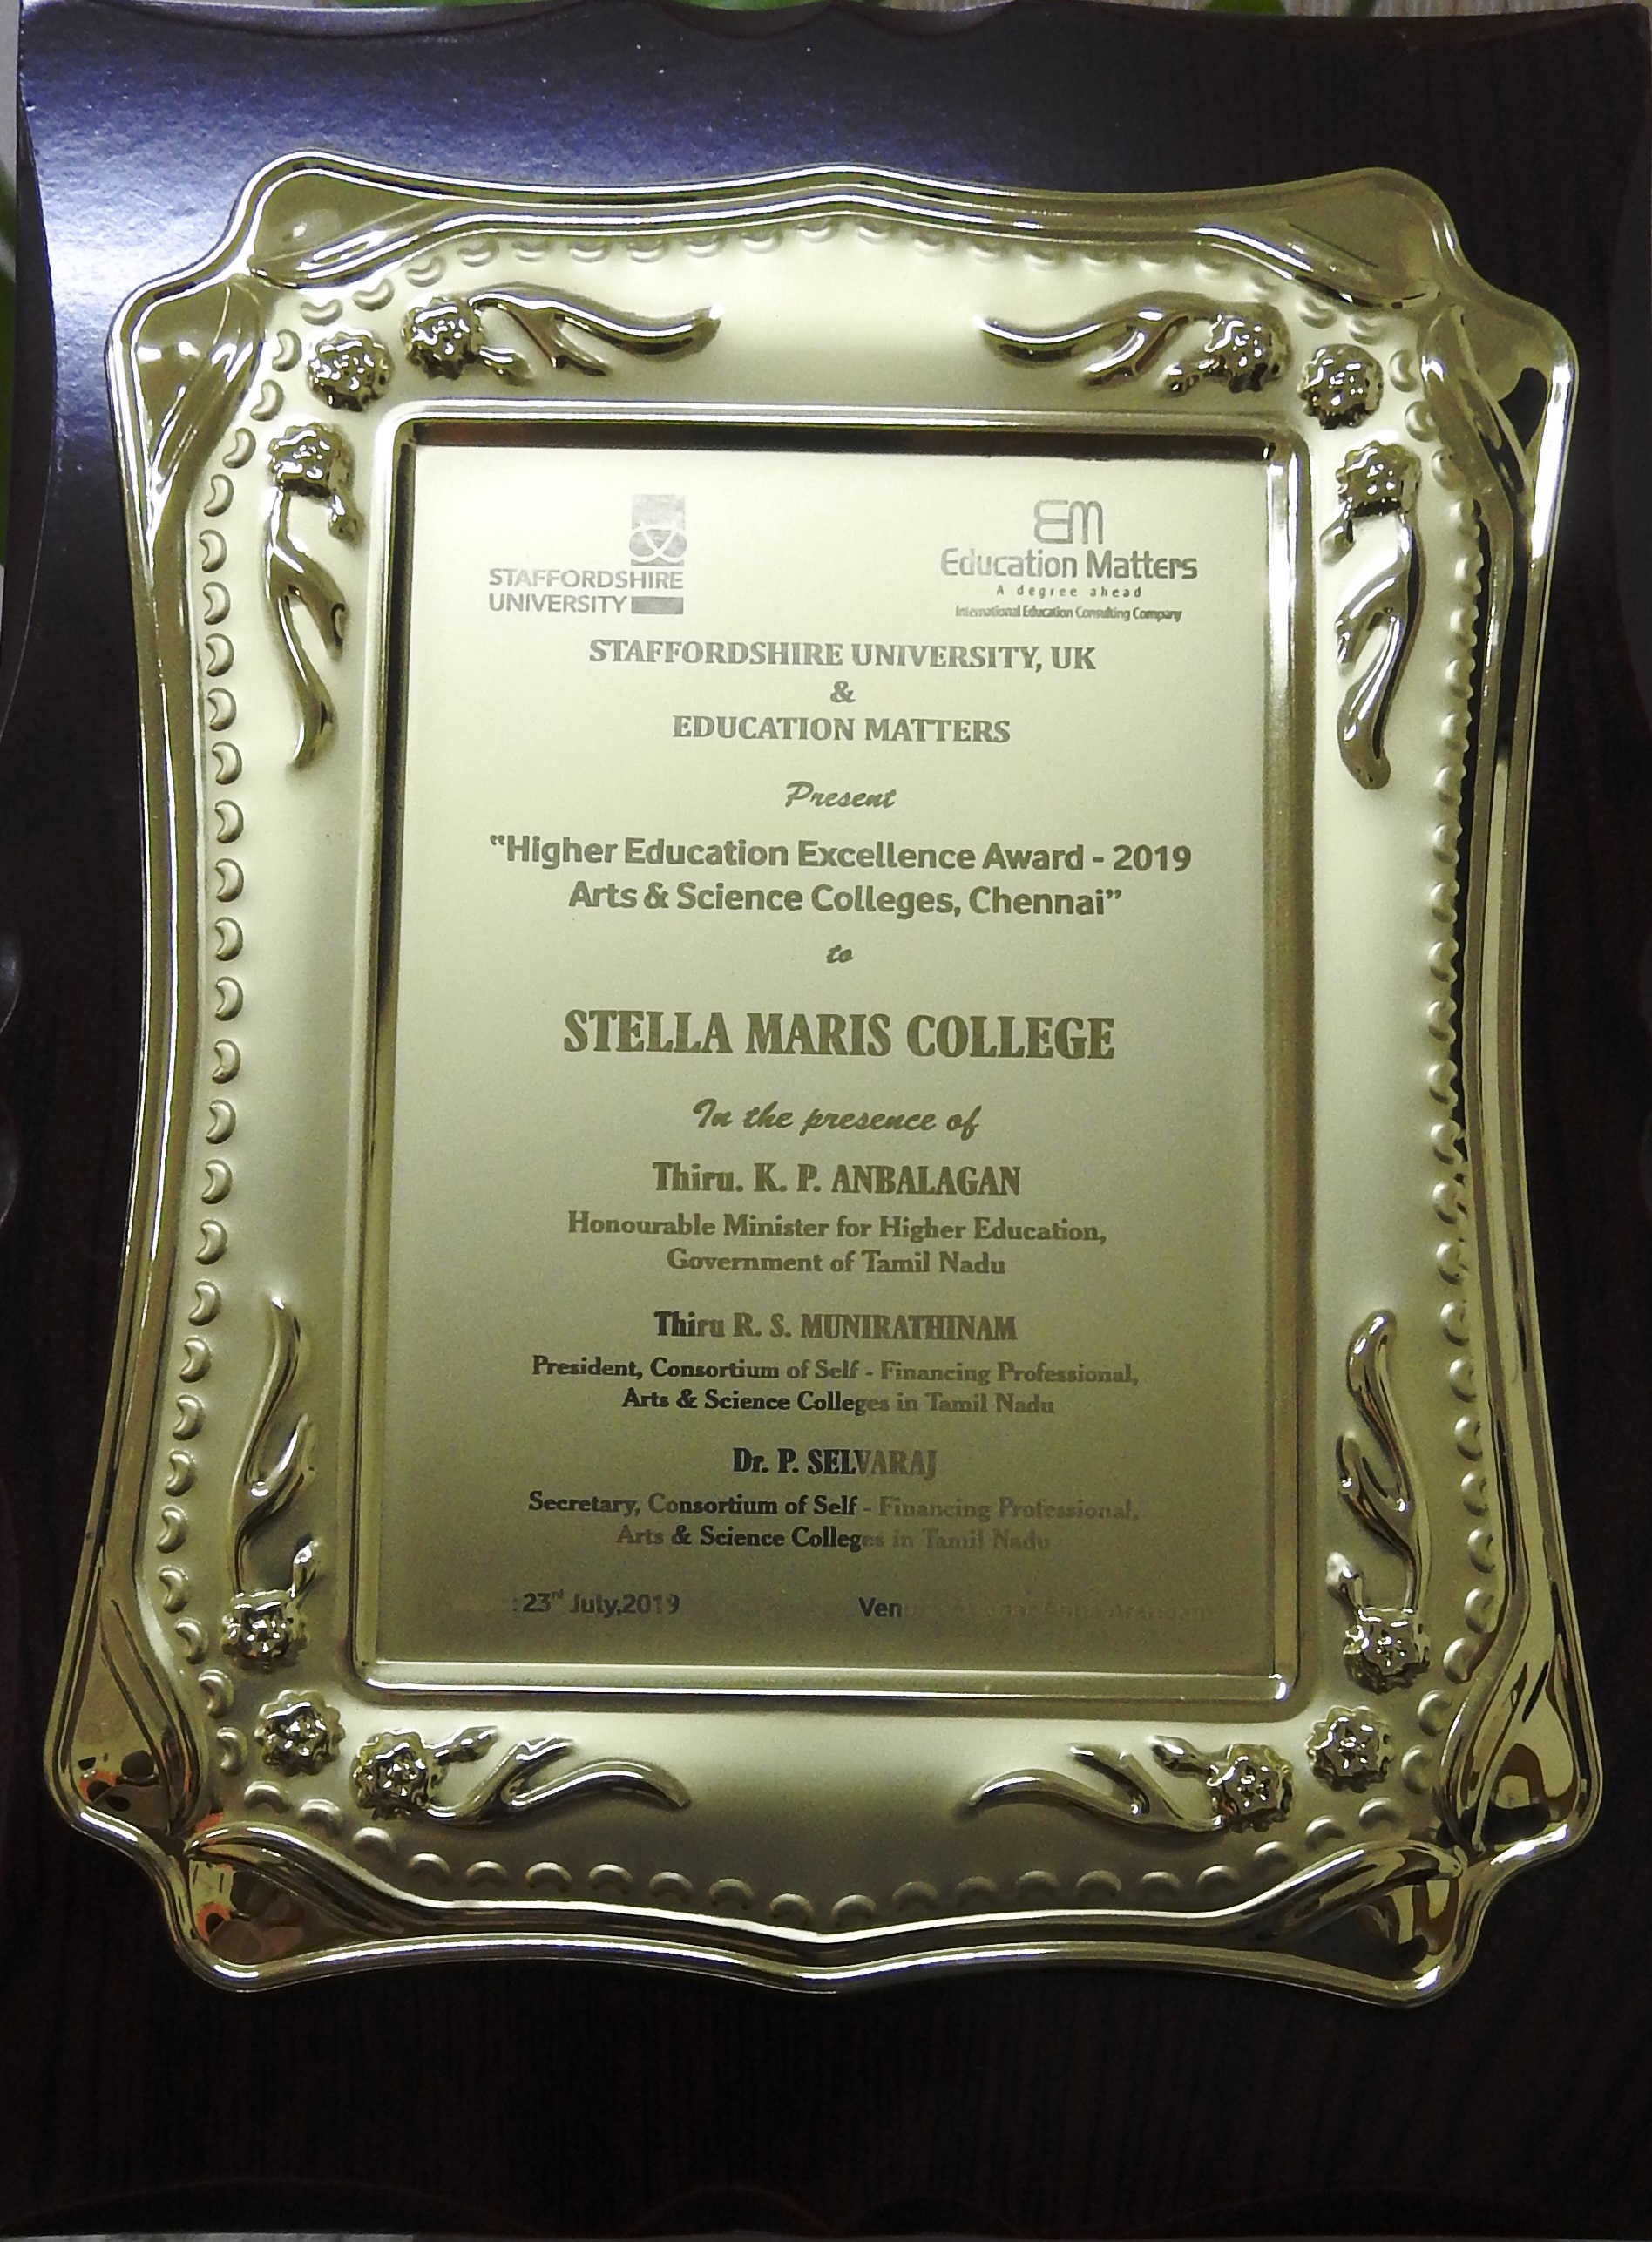 STAFFORDSHIRE
UNIVERSITY
EM
Education Matters
A degree ahead
International Education Consulting Company
STAFFORDSHIRE UNIVERSITY, UK
&
EDUCATION MATTERS
Present
“Higher Education Excellence Award - 2019
Arts & Science Colleges, Chennai”
to
STELLA MARIS COLLEGE
In the presence of
Thiru. K. P. ANBALAGAN
Honourable Minister for Higher Education,
Government of Tamil Nadu
Thiru R. S. MUNIRATHINAM
President, Consortium of Self - Financing Professional,
Arts & Science Colleges in Tamil Nadu
Dr. P. SELVARAJ
Secretary, Consortium of Self - Financing Professional,
Arts & Science Colleges in Tamil Nadu
: 23rd July,2019